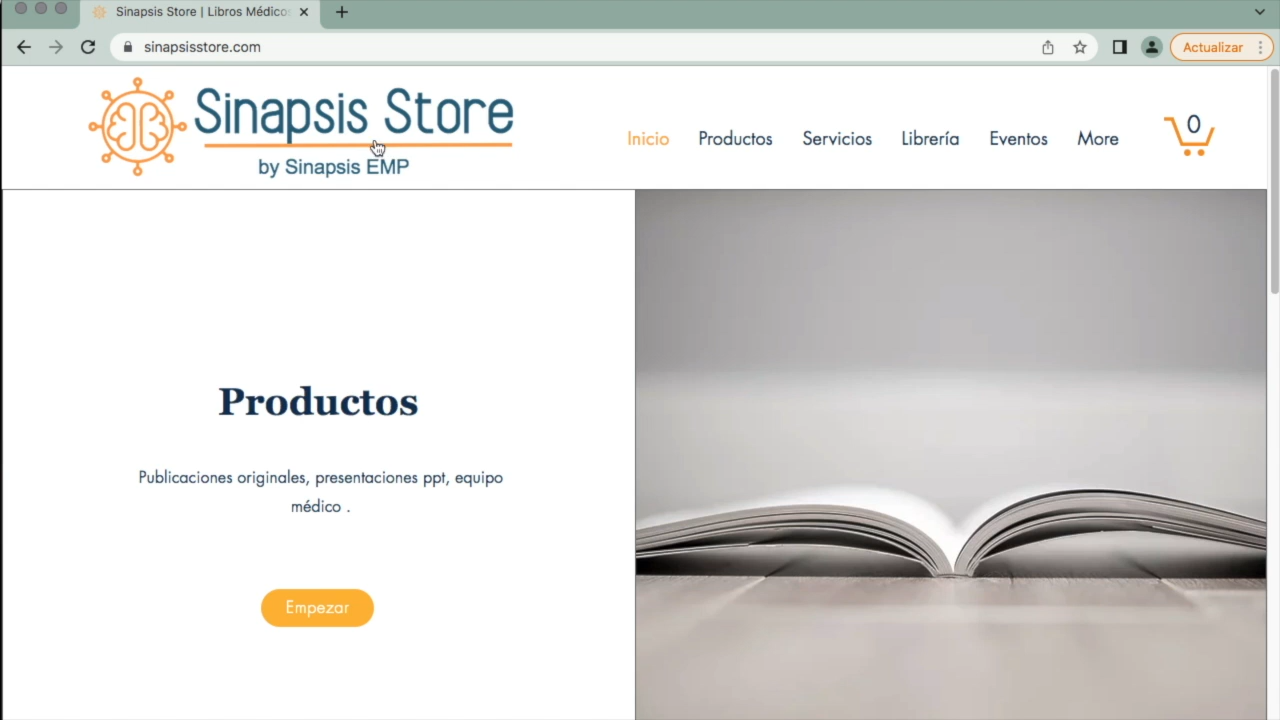 Sinapsis Store | Libros Médicos
sinapsisstore.com
Actualizar
Sinapsis Store
by Sinapsis EMP
Inicio Productos Servicios Librería Eventos More
0
Productos
Publicaciones originales, presentaciones ppt, equipo
médico .
Empezar